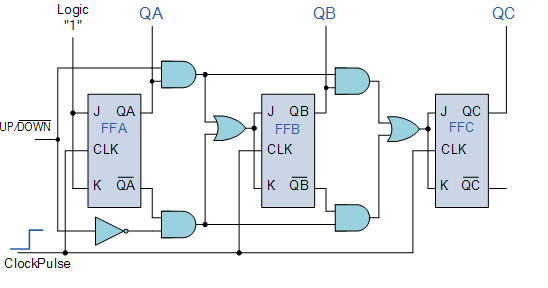 Logic
"1"
QA
QB
QC
J QA
FFA
CLK
K QA
J QB
FFB
CLK
K QB
J QC
FFC
CLK
K QC
UP/DOWN
ClockPulse